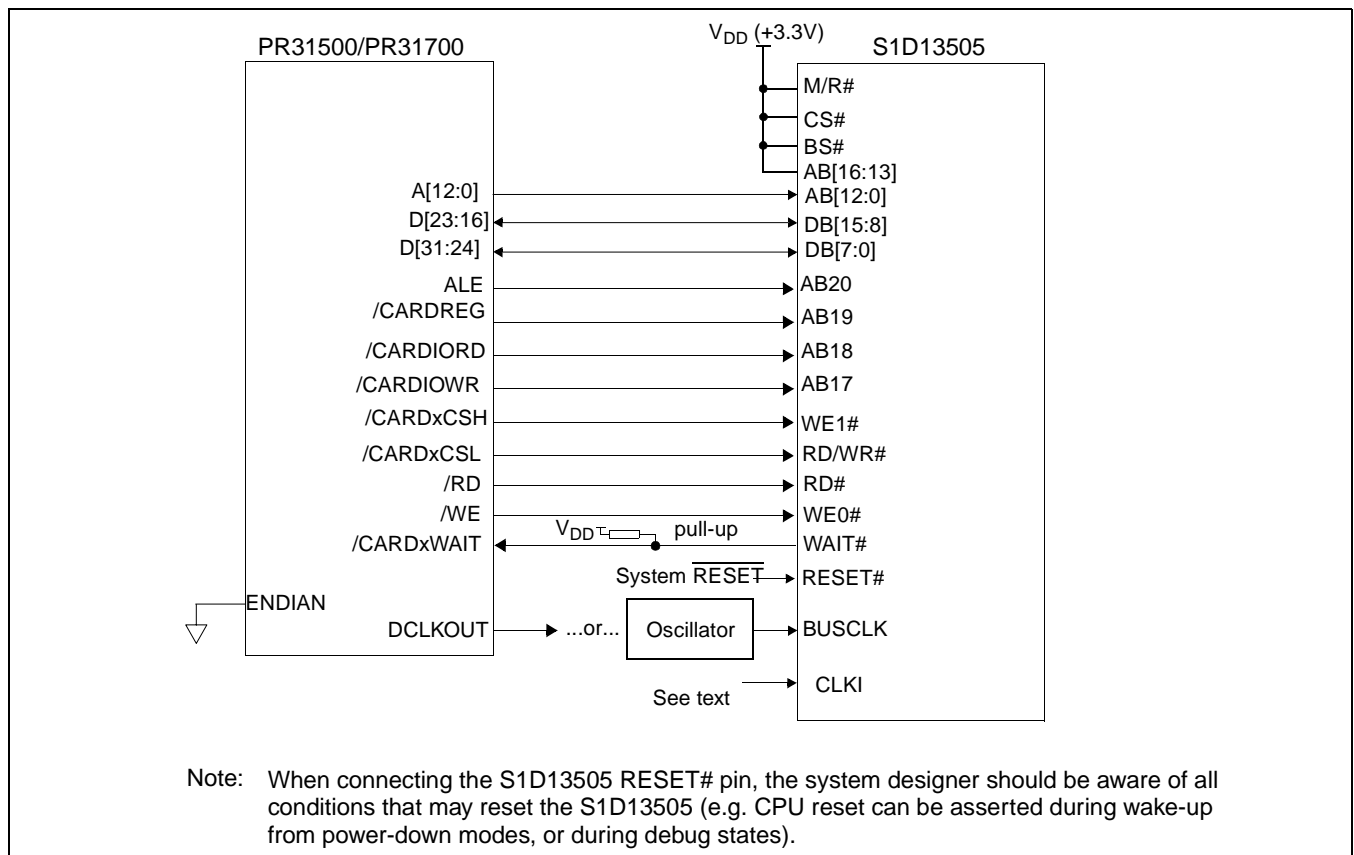 V_DD (+3.3V)
PR31500/PR31700
S1D13505
M/R#
CS#
BS#
AB[16:13]
A[12:0]
AB[12:0]
D[23:16]
DB[15:8]
D[31:24]
DB[7:0]
ALE
AB20
/CARDREG
AB19
/CARDIORD
AB18
/CARDIOWR
AB17
/CARDxCSH
WE1#
/CARDxCSL
RD/WR#
/RD
RD#
/WE
WE0#
V_DD
pull-up
/CARDxWAIT
WAIT#
System RESET
RESET#
ENDIAN
DCLKOUT
...or...
Oscillator
BUSCLK
See text
CLKI
Note: When connecting the S1D13505 RESET# pin, the system designer should be aware of all
conditions that may reset the S1D13505 (e.g. CPU reset can be asserted during wake-up
from power-down modes, or during debug states).